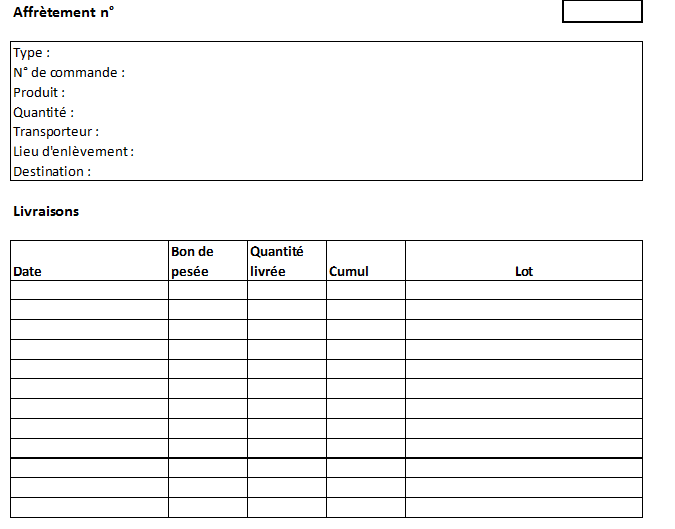 Affrètement n°
Type :
N° de commande :
Produit :
Quantité :
Transporteur :
Lieu d'enlèvement :
Destination :
Livraisons
Date
Bon de
pesée
Quantité
livrée
Cumul
Lot